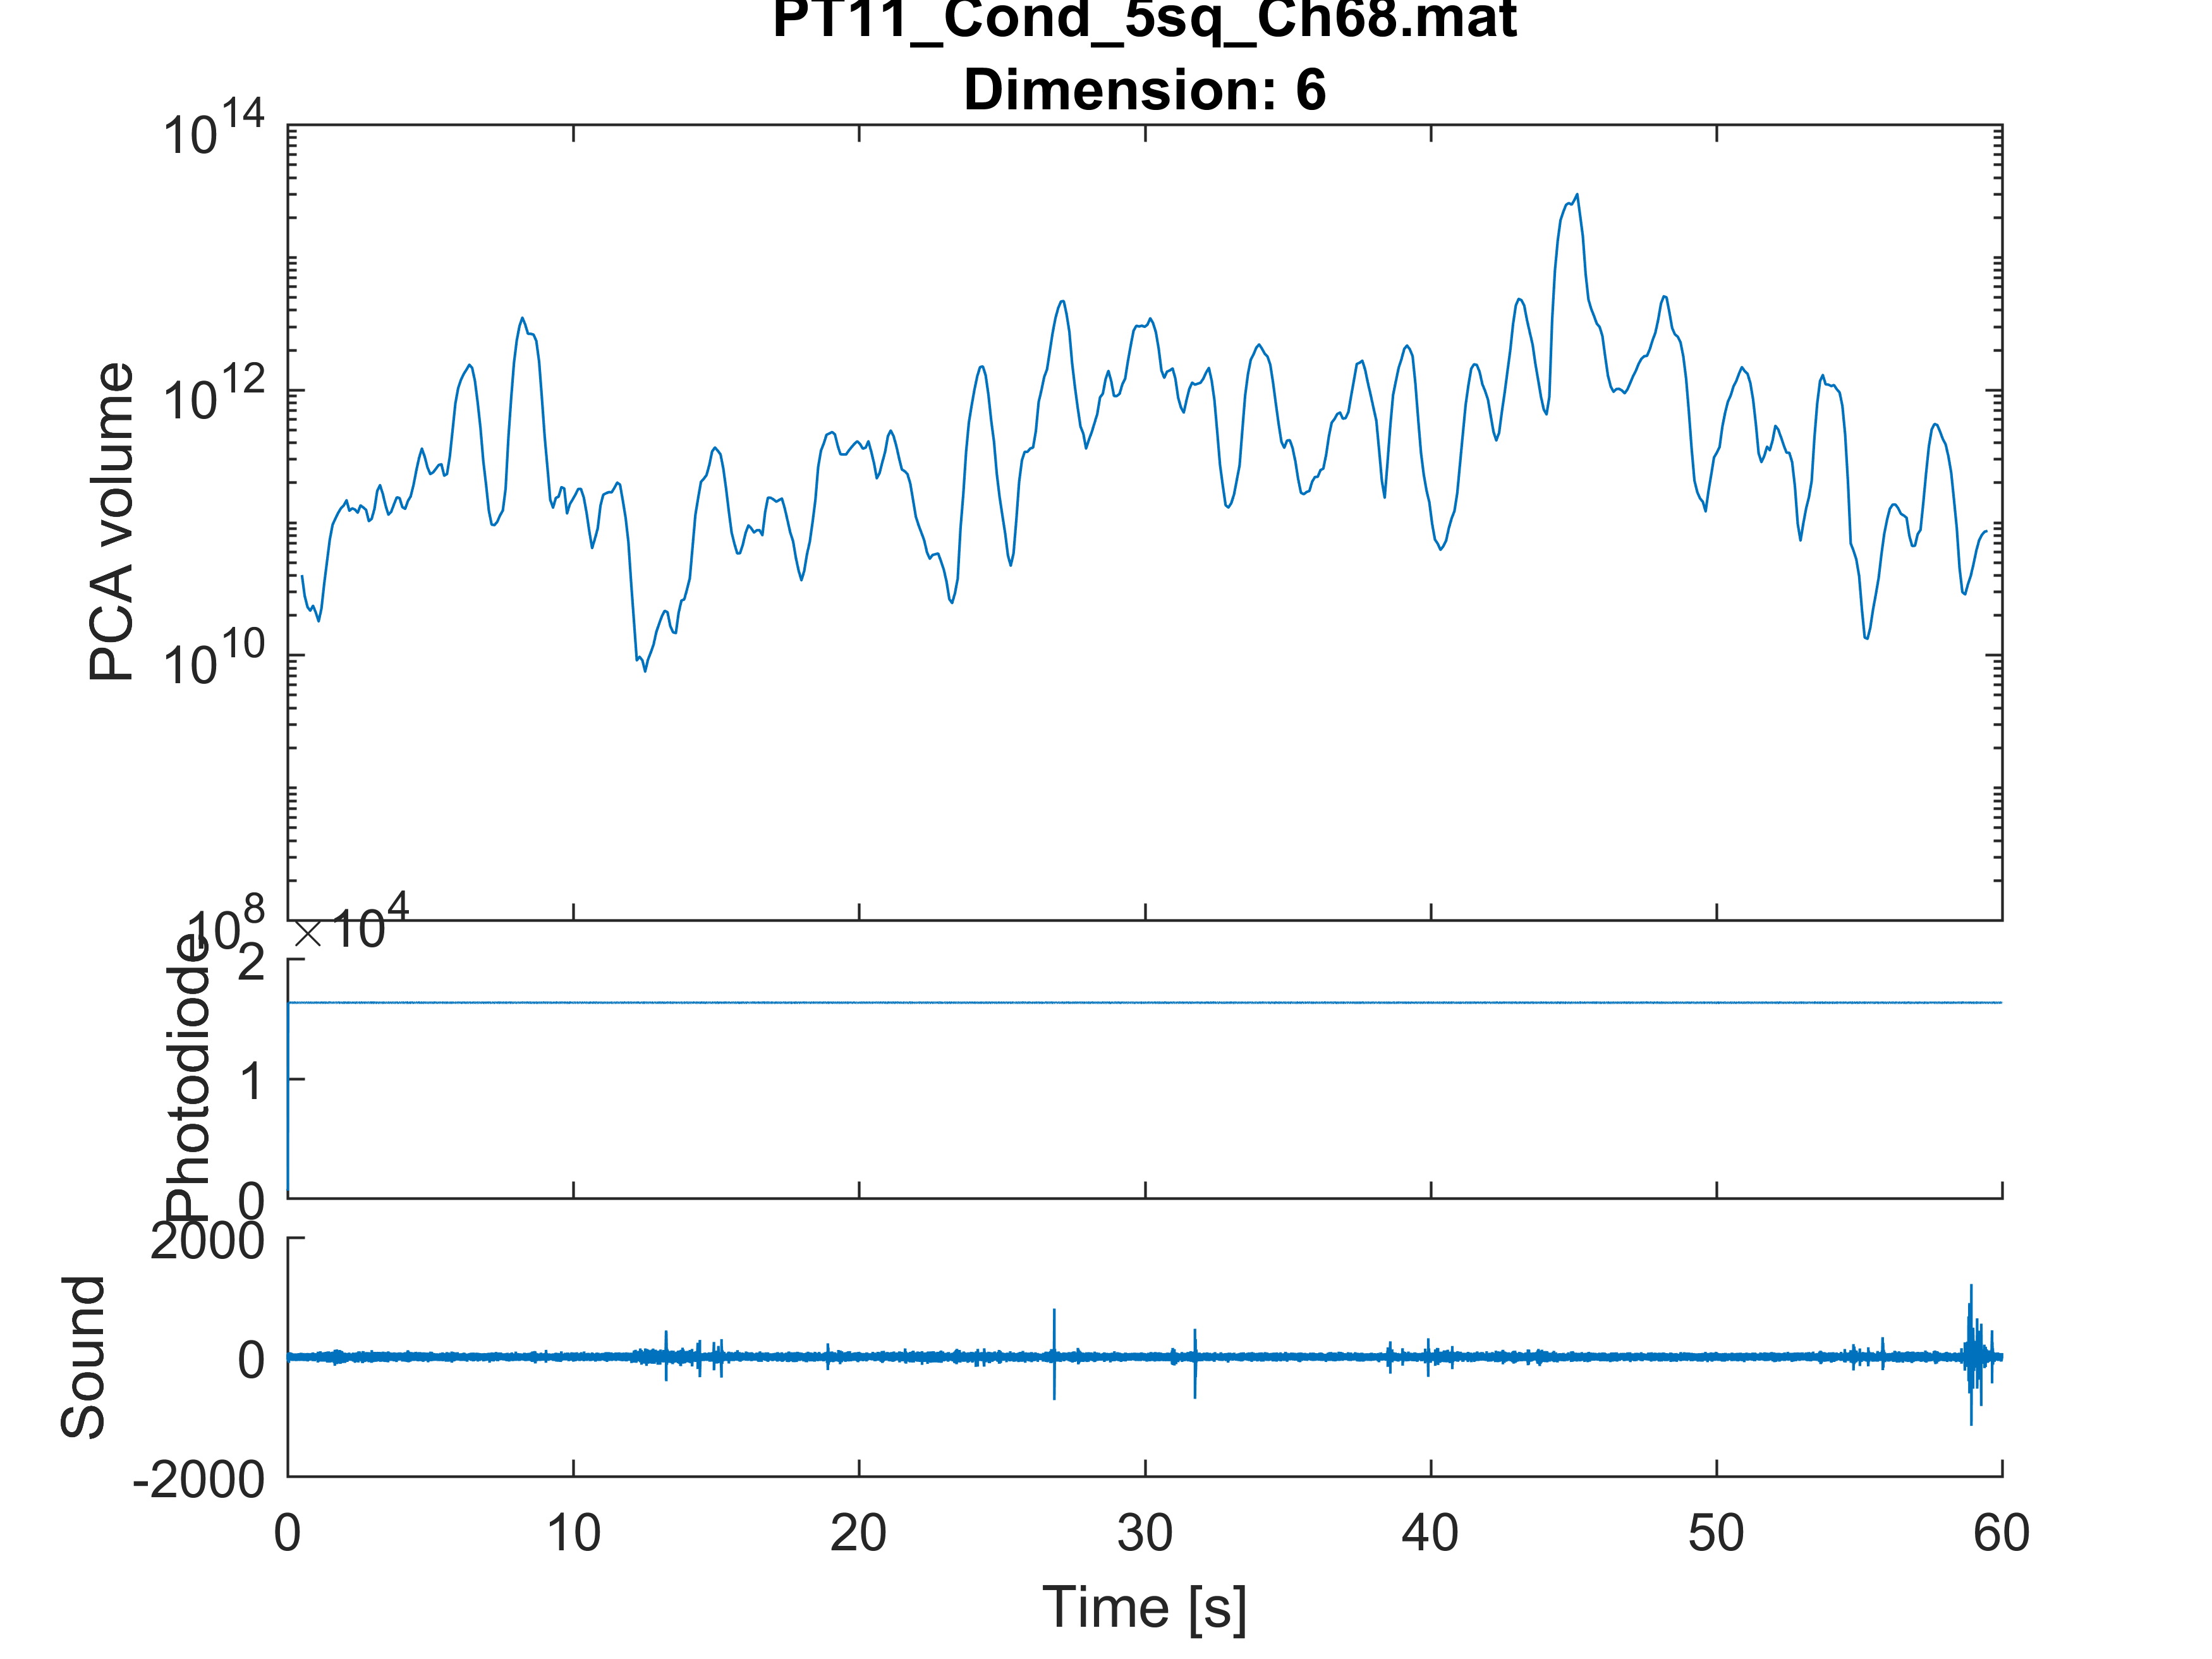 PT11_Cond_5sq_Ch68.mat
Dimension: 6
10^14
10^12
10^10
10^8
PCA volume
× 10^4
2
1
0
Photodiode
2000
0
-2000
Sound
0 10 20 30 40 50 60
Time [s]